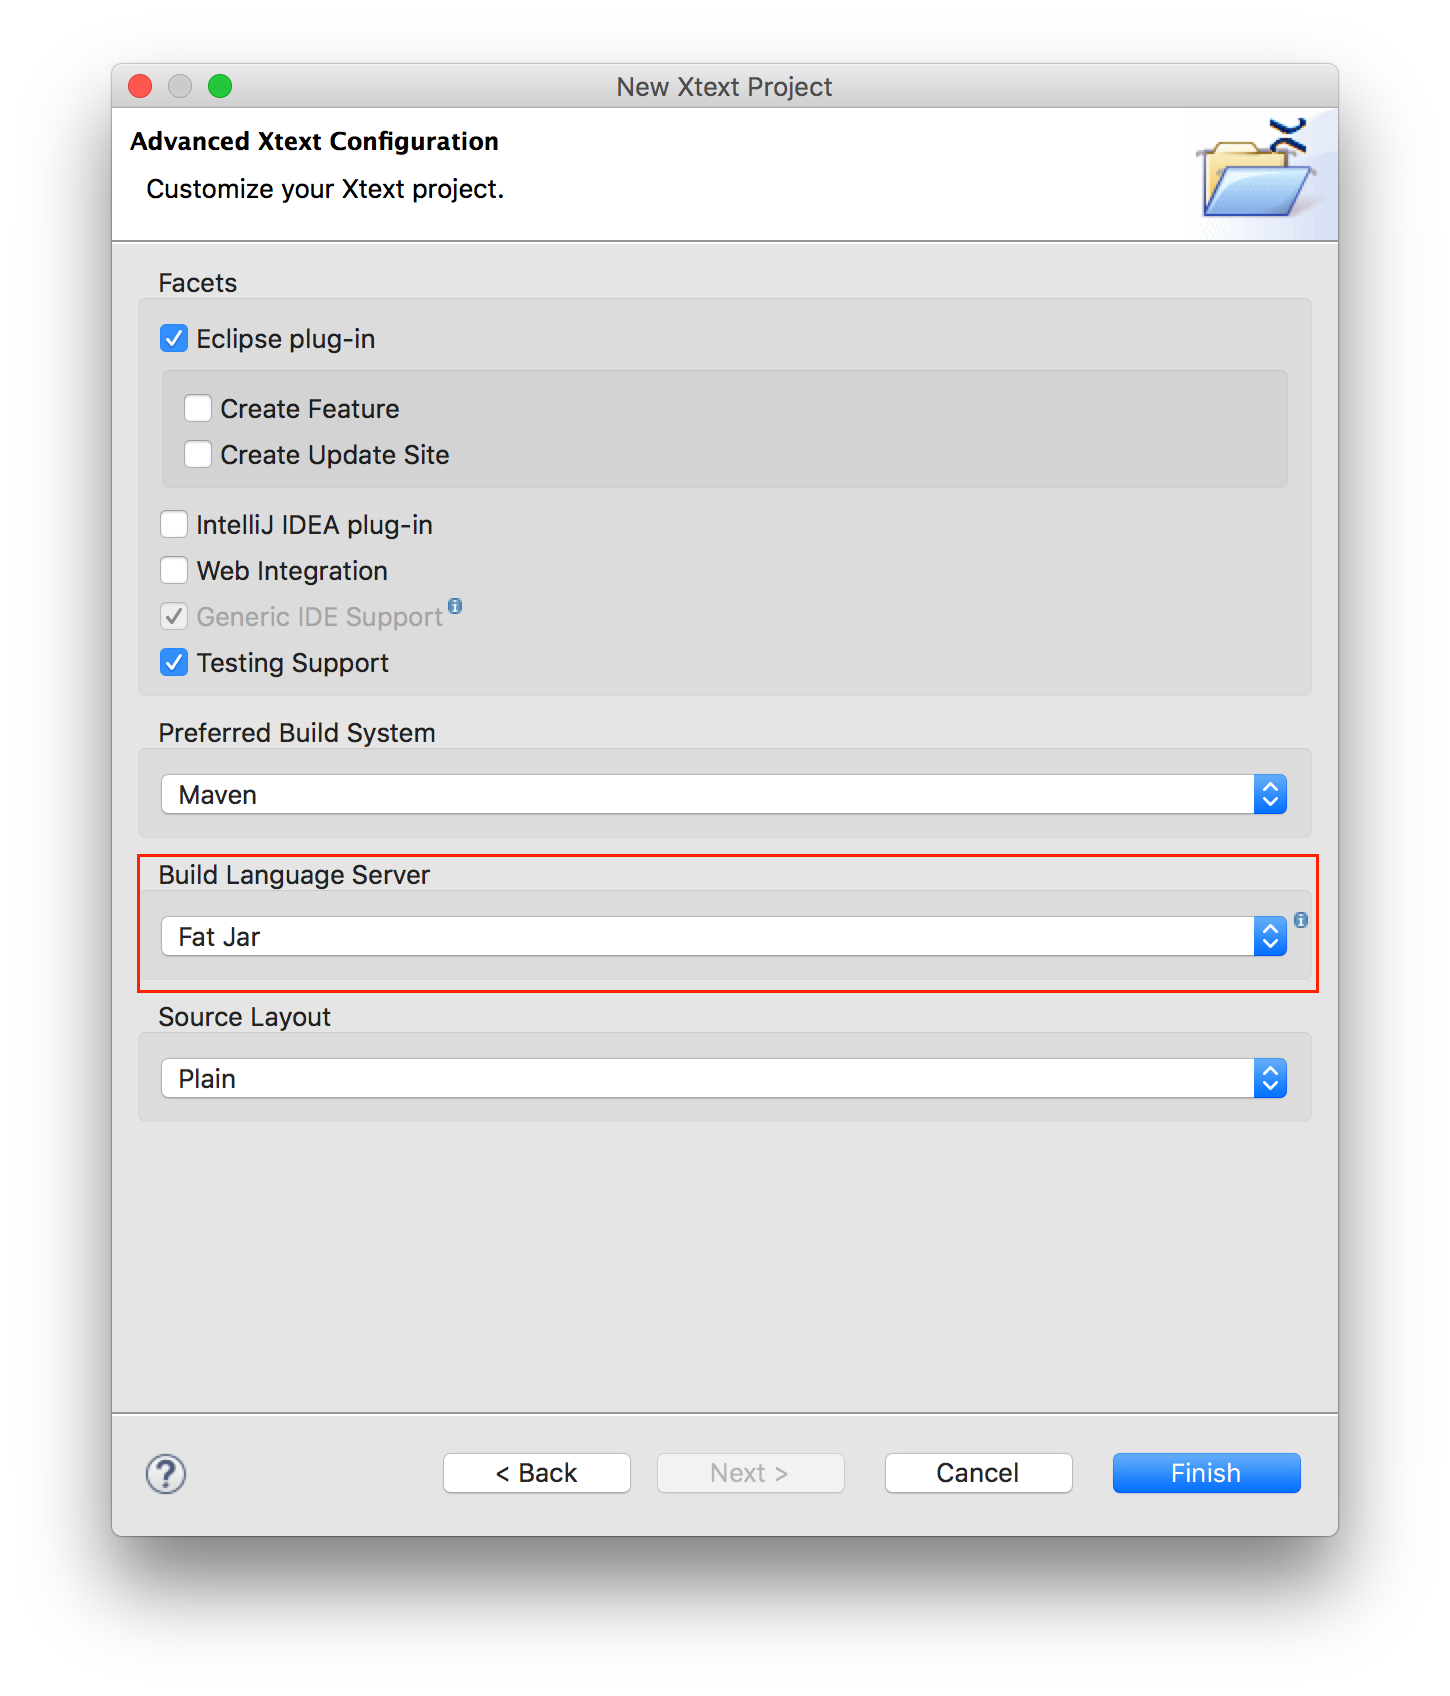 New Xtext Project
Advanced Xtext Configuration
Customize your Xtext project.
Facets
Eclipse plug-in
Create Feature
Create Update Site
IntelliJ IDEA plug-in
Web Integration
Generic IDE Support
Testing Support
Preferred Build System
Maven
Build Language Server
Fat Jar
Source Layout
Plain
< Back Next > Cancel Finish